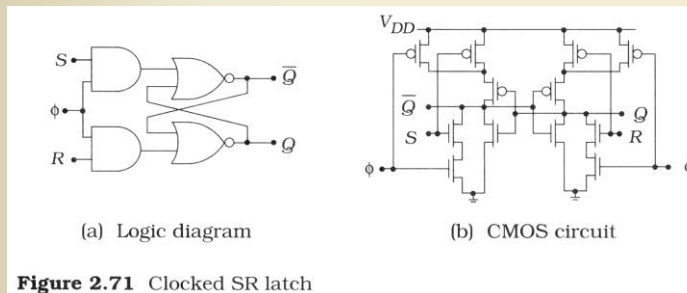 S
φ
R
Q̅
Q
(a) Logic diagram
V_DD
Q̅
Q
S
R
φ
φ
(b) CMOS circuit
Figure 2.71 Clocked SR latch